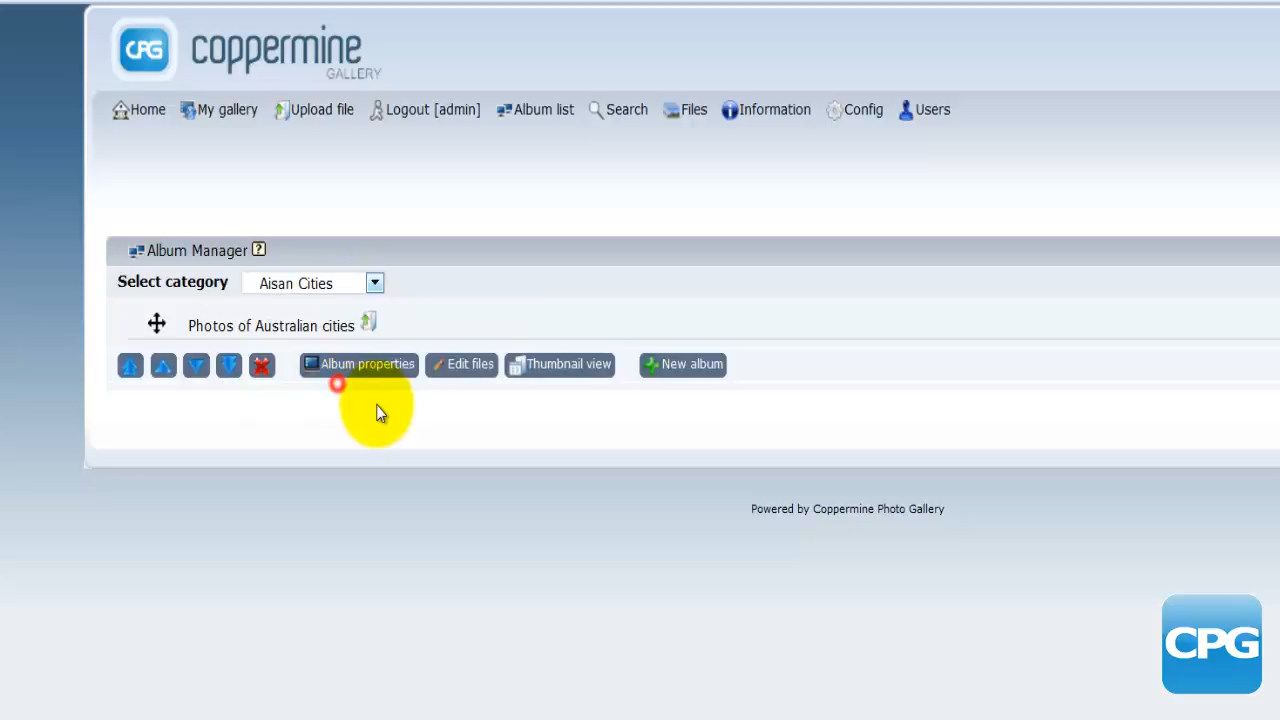 CPG coppermine
GALLERY
Home My gallery Upload file Logout [admin] Album list Search Files Information Config Users
Album Manager ?
Select category Aisan Cities
Photos of Australian cities
Album properties Edit files Thumbnail view New album
Powered by Coppermine Photo Gallery
CPG